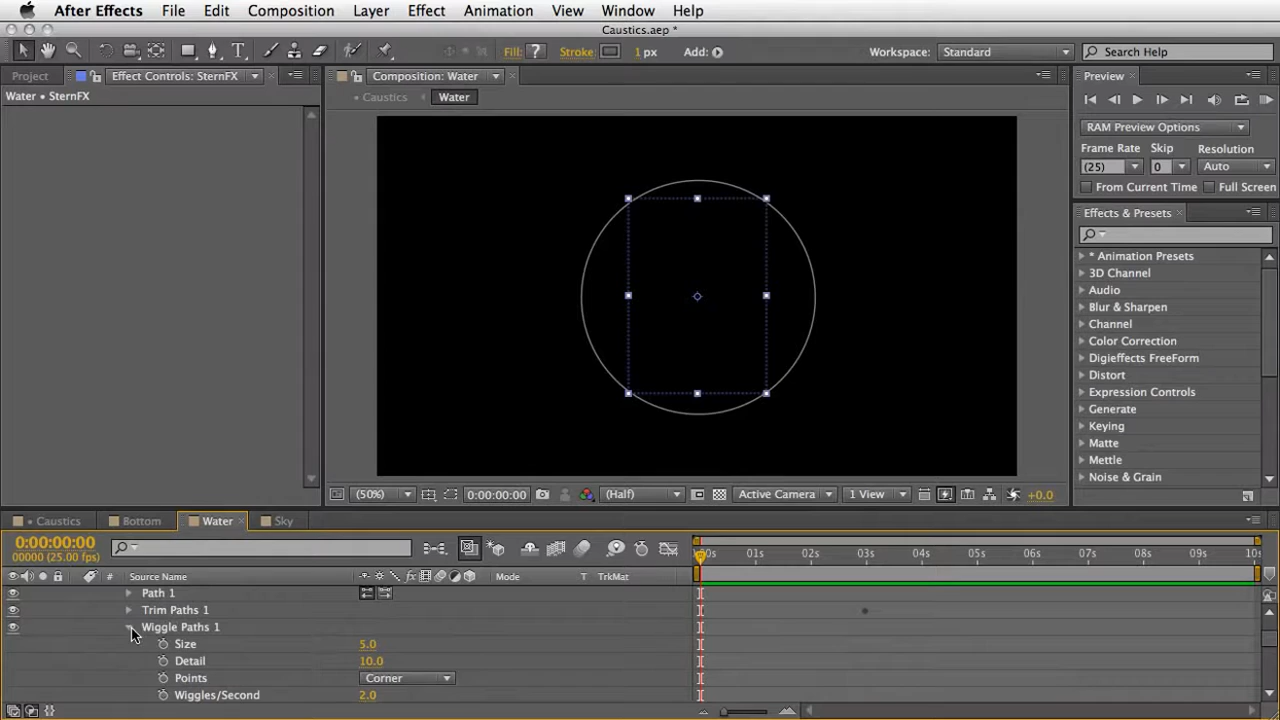 After Effects File Edit Composition Layer Effect Animation View Window Help
Caustics.aep *
T Fill: ? Stroke: 1 px Add: Workspace: Standard Search Help
Project Effect Controls: SternFX Composition: Water Preview
Water • SternFX Caustics Water
RAM Preview Options
Frame Rate Skip Resolution
(25) 0 Auto
From Current Time Full Screen
Effects & Presets
* Animation Presets
3D Channel
Audio
Blur & Sharpen
Channel
Color Correction
Digieffects FreeForm
Distort
Expression Controls
Generate
Keying
Matte
Mettle
Noise & Grain
(50%) 0:00:00:00 (Half) Active Camera 1 View +0.0
Caustics Bottom Water Sky
0:00:00:00
00000 (25.00 fps)
:00s 01s 02s 03s 04s 05s 06s 07s 08s 09s 10s
# Source Name Mode T TrkMat
Path 1
Trim Paths 1
Wiggle Paths 1
Size 5.0
Detail 10.0
Points Corner
Wiggles/Second 2.0